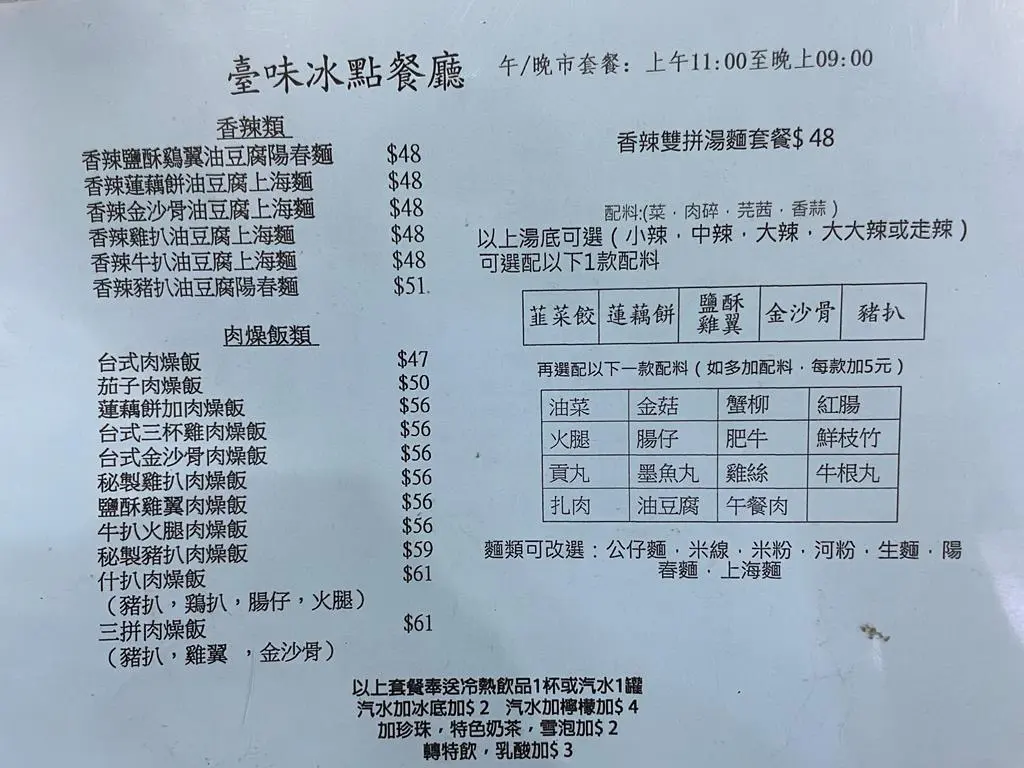 臺味冰點餐廳 午/晚市套餐：上午11:00至晚上09:00
香辣類
香辣鹽酥鷄翼油豆腐陽春麵 $48
香辣蓮藕餅油豆腐上海麵 $48
香辣金沙骨油豆腐上海麵 $48
香辣雞扒油豆腐上海麵 $48
香辣牛扒油豆腐上海麵 $48
香辣豬扒油豆腐陽春麵 $51
肉燥飯類
台式肉燥飯 $47
茄子肉燥飯 $50
蓮藕餅加肉燥飯 $56
台式三杯雞肉燥飯 $56
台式金沙骨肉燥飯 $56
秘製雞扒肉燥飯 $56
鹽酥雞翼肉燥飯 $56
牛扒火腿肉燥飯 $56
秘製豬扒肉燥飯 $59
什扒肉燥飯 $61
（豬扒，鷄扒，腸仔，火腿）
三拼肉燥飯 $61
（豬扒，雞翼 ，金沙骨）
香辣雙拼湯麵套餐$ 48
配料:(菜．肉碎．芫茜．香蒜）
以上湯底可選（小辣．中辣．大辣．大大辣或走辣）
可選配以下1款配料
韮菜餃 蓮藕餅 鹽酥雞翼 金沙骨 豬扒
再選配以下一款配料（如多加配料．每款加5元）
油菜 金菇 蟹柳 紅腸
火腿 腸仔 肥牛 鮮枝竹
貢丸 墨魚丸 雞絲 牛根丸
扎肉 油豆腐 午餐肉
麵類可改選：公仔麵．米線．米粉．河粉．生麵．陽
春麵．上海麵
以上套餐奉送冷熱飲品1杯或汽水1罐
汽水加冰底加$ 2 汽水加檸檬加$ 4
加珍珠，特色奶茶，雪泡加$ 2
轉特飲，乳酸加$ 3